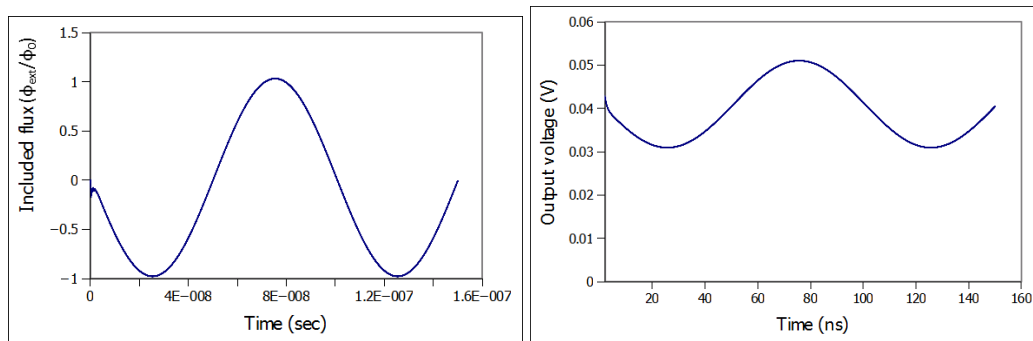 1.5
1
0.5
0
−0.5
−1
Included flux (ϕext/ϕ0)
0 4E−008 8E−008 1.2E−007 1.6E−007
Time (sec)
0.06
0.05
0.04
0.03
0.02
0.01
0
Output voltage (V)
20 40 60 80 100 120 140 160
Time (ns)